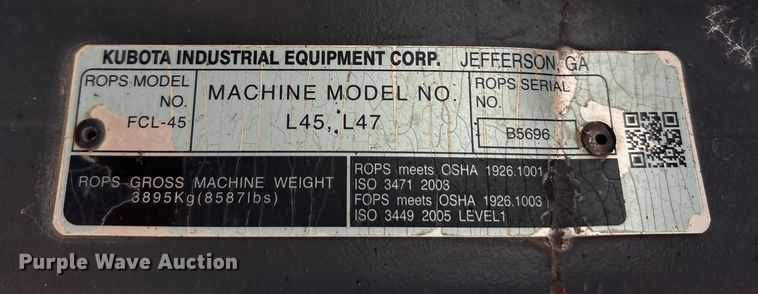 KUBOTA INDUSTRIAL EQUIPMENT CORP. JEFFERSON, GA
ROPS MODEL NO.
FCL-45
MACHINE MODEL NO.
L45, L47
ROPS SERIAL NO.
B5696
ROPS GROSS MACHINE WEIGHT
3895Kg(8587lbs)
ROPS meets OSHA 1926.1001
ISO 3471 2008
FOPS meets OSHA 1926.1003
ISO 3449 2005 LEVEL1
Purple Wave Auction